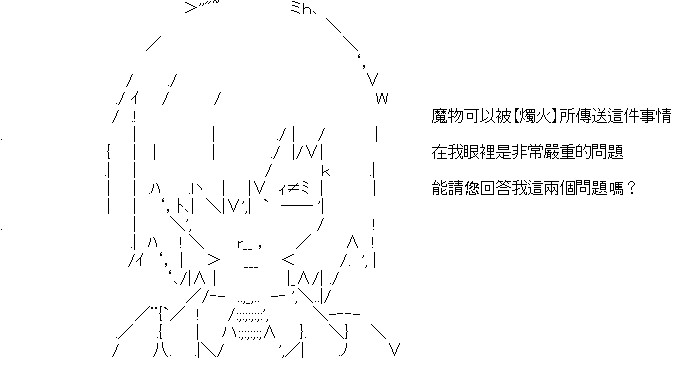 魔物可以被【燭火】所傳送這件事情
在我眼裡是非常嚴重的問題
能請您回答我這兩個問題嗎？